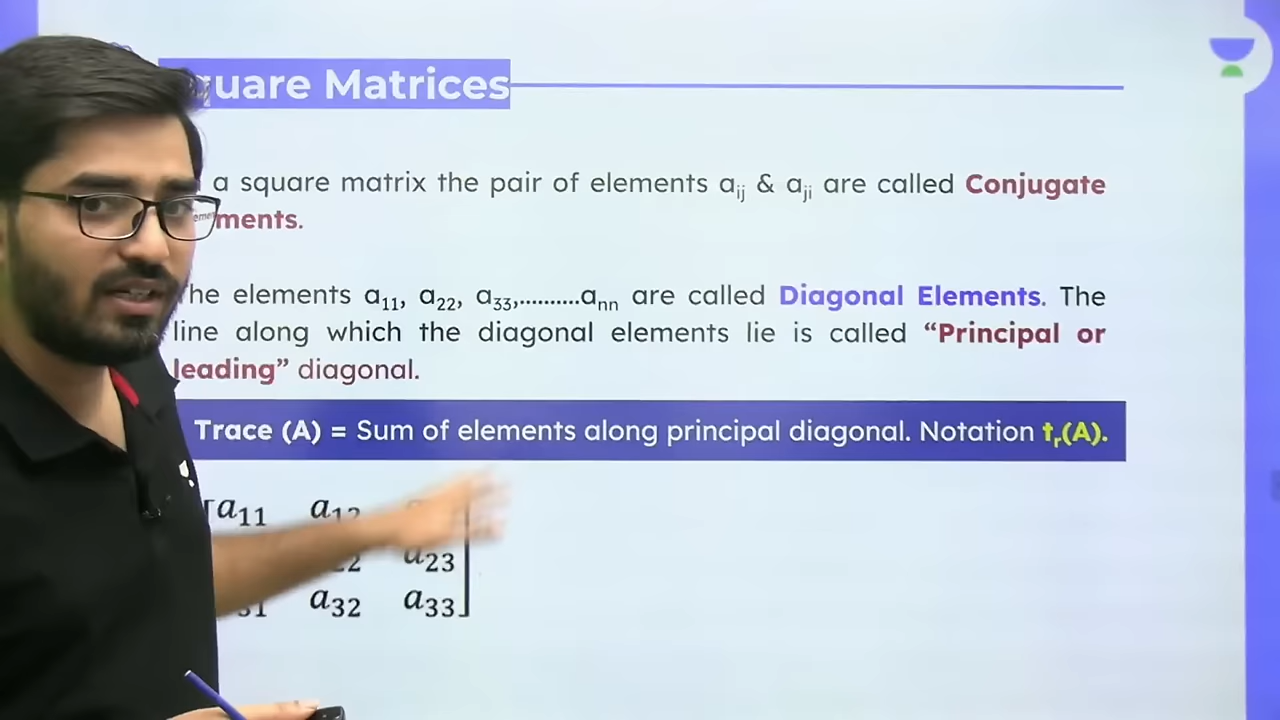 quare Matrices
a square matrix the pair of elements aij & aji are called Conjugate
ments.
he elements a11, a22, a33,..........ann are called Diagonal Elements. The
line along which the diagonal elements lie is called “Principal or
leading” diagonal.
Trace (A) = Sum of elements along principal diagonal. Notation tr(A).
a11 a12
a23
a32 a33